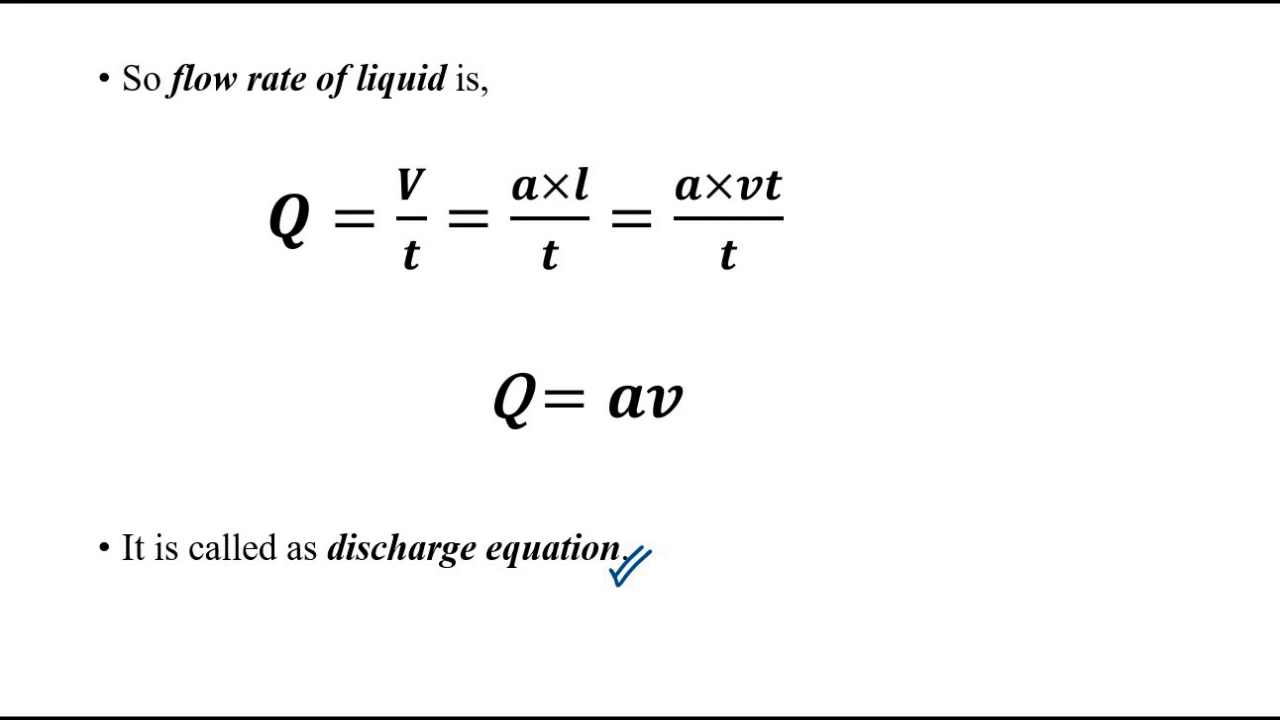 • So flow rate of liquid is,
Q = V/t = a×l/t = a×vt/t
Q= av
• It is called as discharge equation.